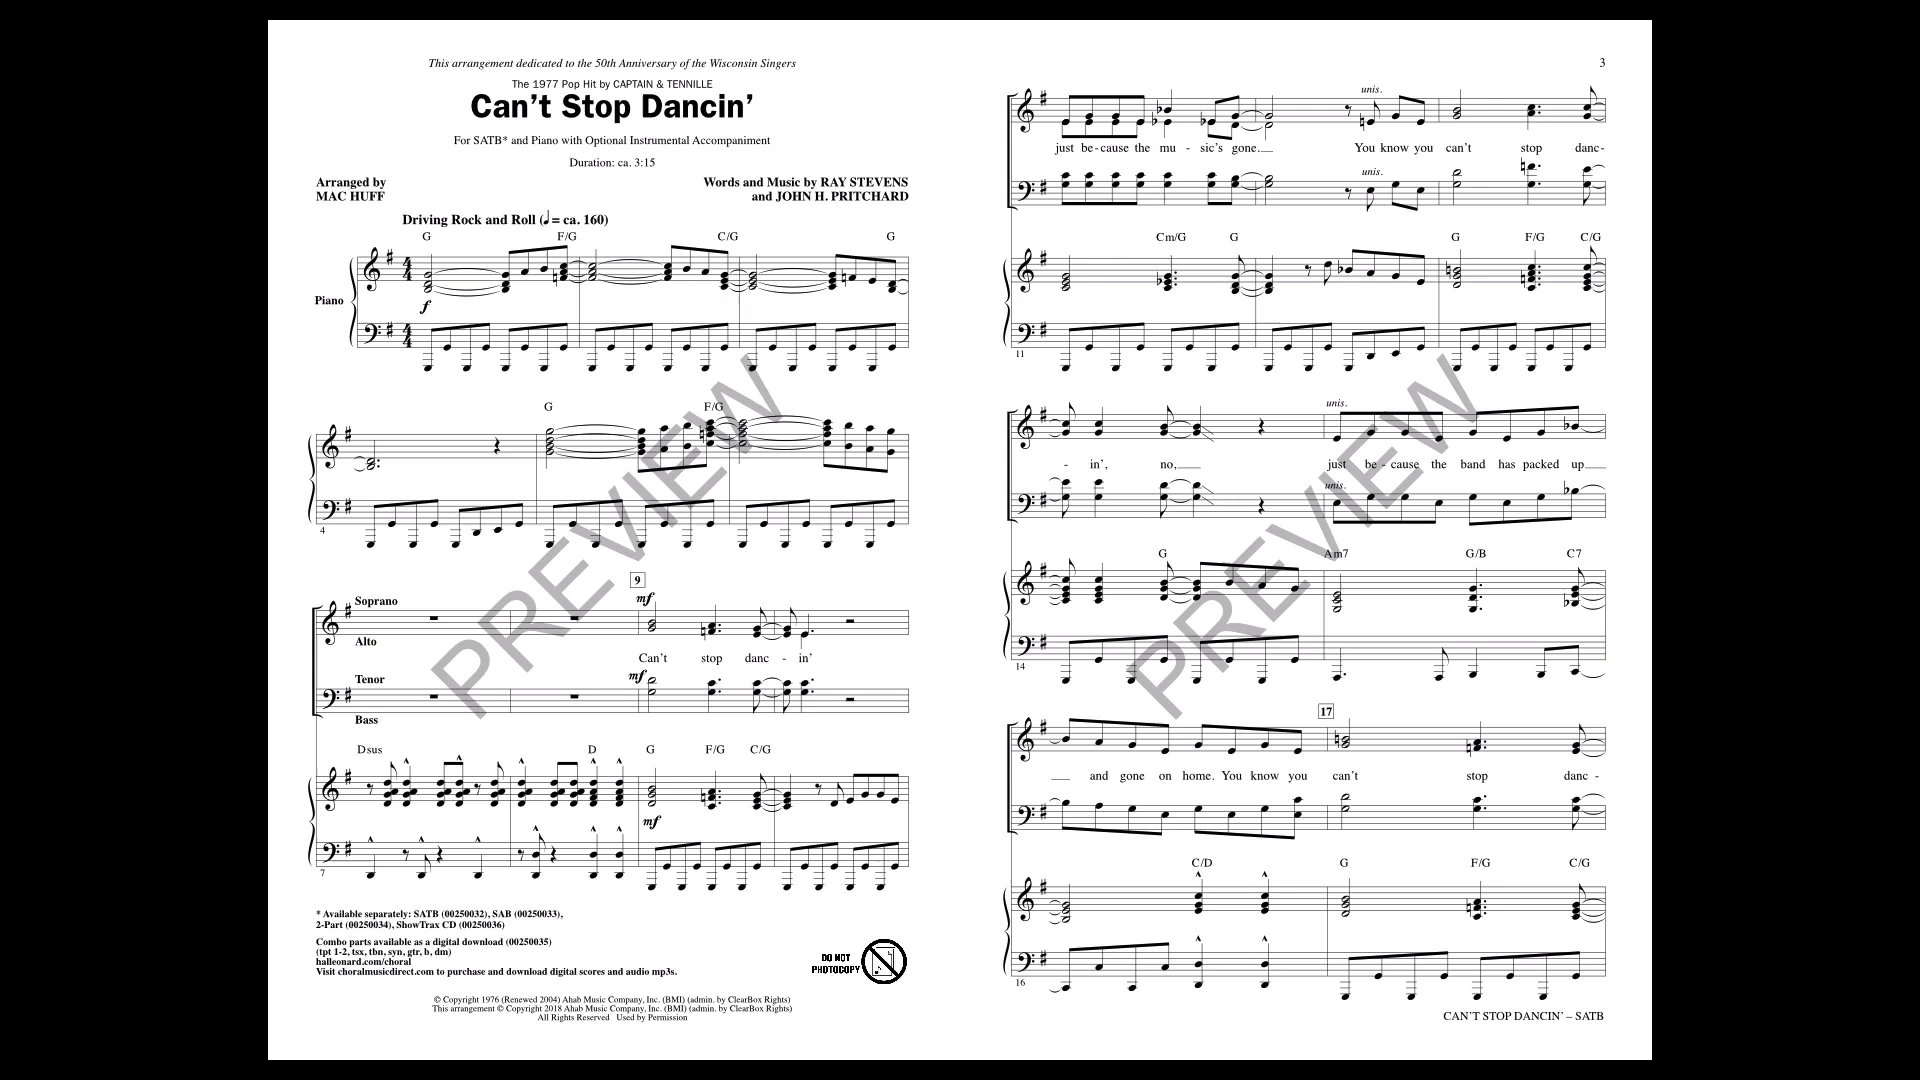 This arrangement dedicated to the 50th Anniversary of the Wisconsin Singers
The 1977 Pop Hit by CAPTAIN & TENNILLE
Can't Stop Dancin'
For SATB* and Piano with Optional Instrumental Accompaniment
Duration: ca. 3:15
Arranged by
MAC HUFF
Words and Music by RAY STEVENS
and JOHN H. PRITCHARD
Driving Rock and Roll (♩ = ca. 160)
G F/G C/G G
Piano
f
G F/G
4
9
Soprano
mf
Alto
Can't stop danc - in'
Tenor
mf
Bass
Dsus D G F/G C/G
mf
7
* Available separately: SATB (00250032), SAB (00250033),
2-Part (00250034), ShowTrax CD (00250036)
Combo parts available as a digital download (00250035)
(tpt 1-2, tsx, tbn, syn, gtr, b, dm)
halleonard.com/choral
Visit choralmusicdirect.com to purchase and download digital scores and audio mp3s.
DO NOT
PHOTOCOPY
© Copyright 1976 (Renewed 2004) Ahab Music Company, Inc. (BMI) (admin. by ClearBox Rights)
This arrangement © Copyright 2018 Ahab Music Company, Inc. (BMI) (admin. by ClearBox Rights)
All Rights Reserved Used by Permission
PREVIEW
3
unis.
just be-cause the mu - sic's gone. You know you can't stop danc-
unis.
Cm/G G G F/G C/G
11
unis.
- in', no, just be - cause the band has packed up
unis.
G Am7 G/B C7
14
17
and gone on home. You know you can't stop danc -
C/D G F/G C/G
16
CAN'T STOP DANCIN' – SATB
PREVIEW